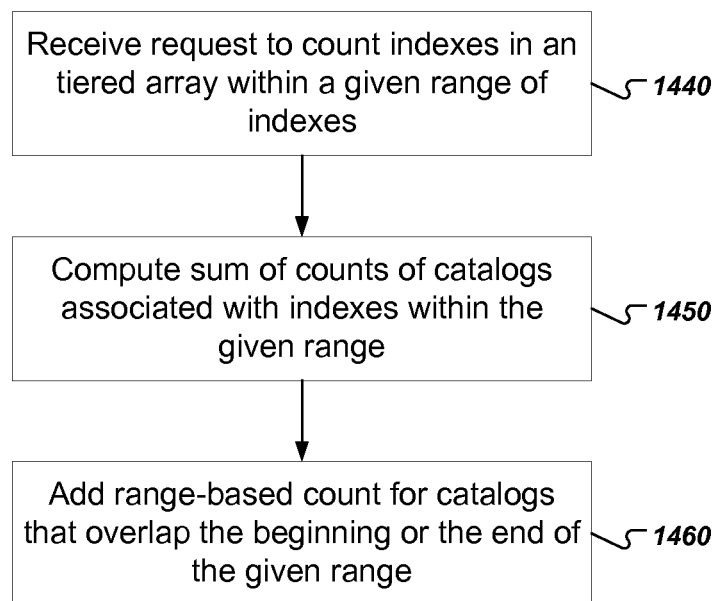 Receive request to count indexes in an
tiered array within a given range of
indexes
1440
Compute sum of counts of catalogs
associated with indexes within the
given range
1450
Add range-based count for catalogs
that overlap the beginning or the end of
the given range
1460